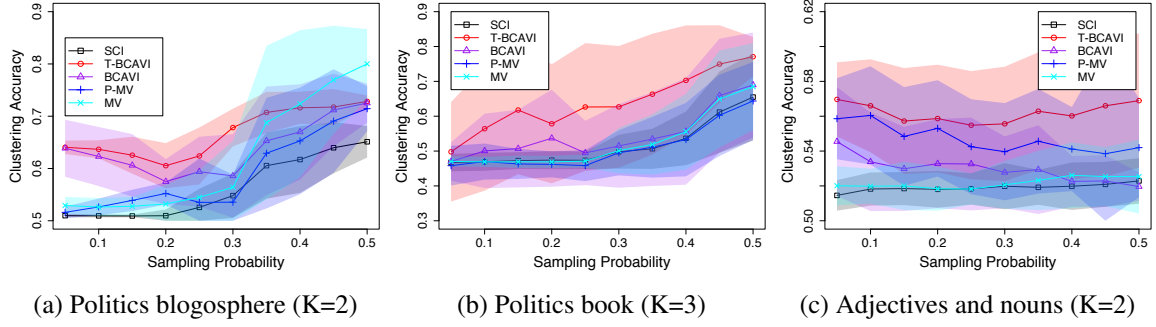 Clustering Accuracy
0.9
0.8
0.7
0.6
0.5
SCI
T-BCAVI
BCAVI
P-MV
MV
0.1 0.2 0.3 0.4 0.5
Sampling Probability
(a) Politics blogosphere (K=2)
Clustering Accuracy
0.9
0.8
0.7
0.6
0.5
0.4
0.3
SCI
T-BCAVI
BCAVI
P-MV
MV
0.1 0.2 0.3 0.4 0.5
Sampling Probability
(b) Politics book (K=3)
Clustering Accuracy
0.62
0.58
0.54
0.50
SCI
T-BCAVI
BCAVI
P-MV
MV
0.1 0.2 0.3 0.4 0.5
Sampling Probability
(c) Adjectives and nouns (K=2)